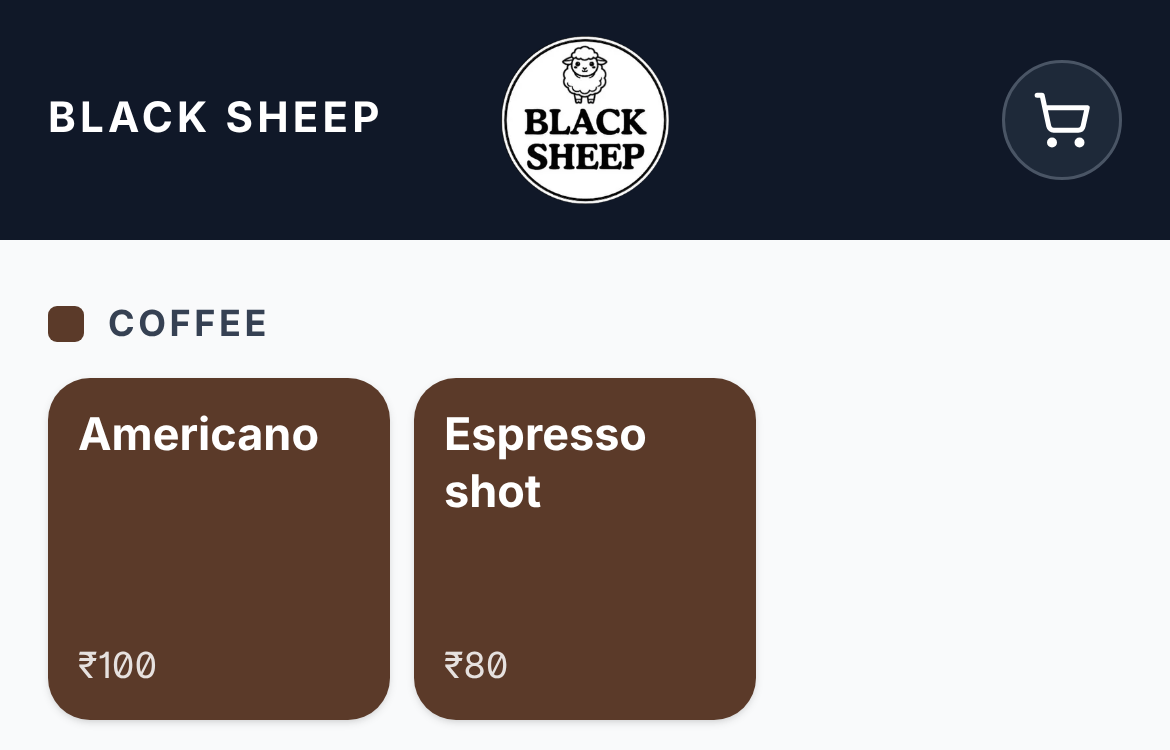 BLACK SHEEP
BLACK
SHEEP
COFFEE
Americano
Espresso
shot
₹100
₹80